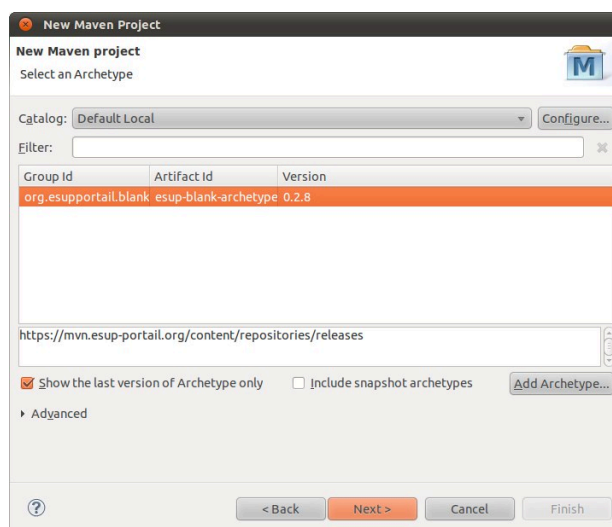 New Maven Project
New Maven project
Select an Archetype
M
Catalog: Default Local Configure...
Filter:
Group Id Artifact Id Version
org.esupportail.blank esup-blank-archetype 0.2.8
https://mvn.esup-portail.org/content/repositories/releases
Show the last version of Archetype only Include snapshot archetypes Add Archetype...
Advanced
? < Back Next > Cancel Finish